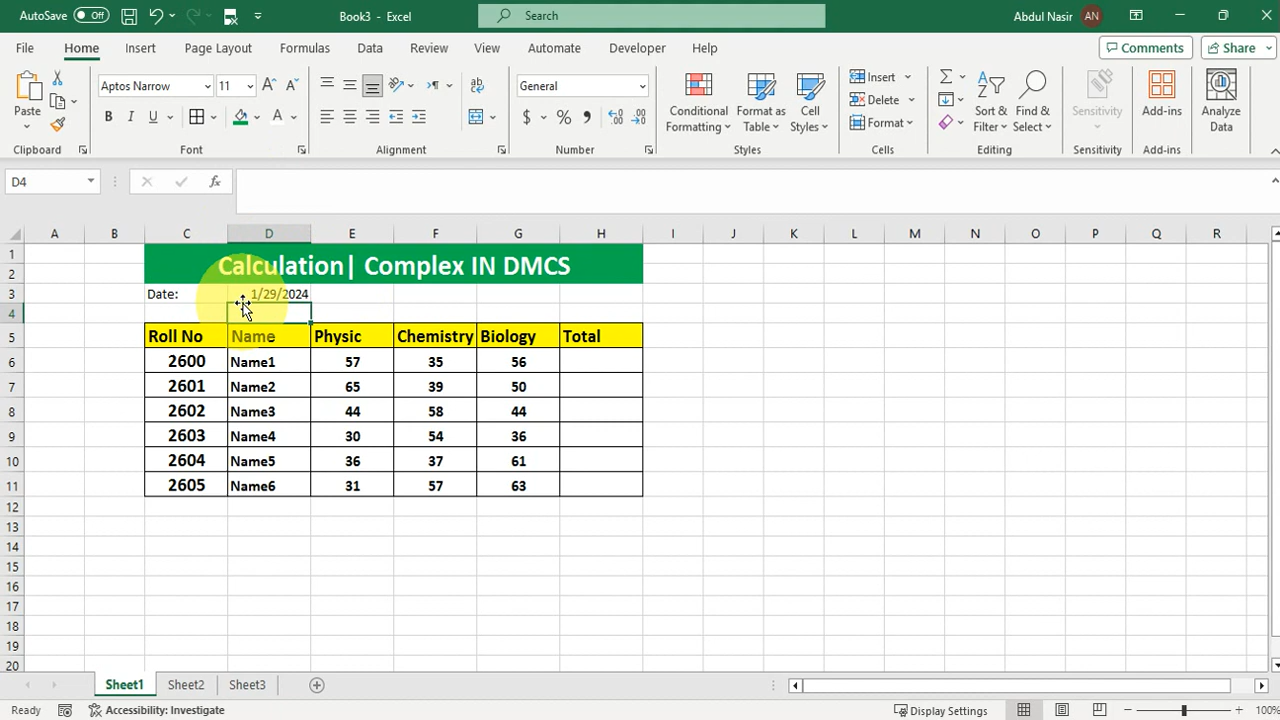 AutoSave Off Book3 - Excel Search Abdul Nasir AN
File Home Insert Page Layout Formulas Data Review View Automate Developer Help Comments Share
Paste
Clipboard
Aptos Narrow 11
B I U A
Font
Alignment
General
$ % ,
Number
Conditional Formatting
Format as Table
Cell Styles
Styles
Insert
Delete
Format
Cells
Sort & Filter
Find & Select
Editing
Sensitivity
Sensitivity
Add-ins
Add-ins
Analyze Data
D4 fx
A B C D E F G H I J K L M N O P Q R
1
2 Calculation| Complex IN DMCS
3 Date: 1/29/2024
4
5 Roll No Name Physic Chemistry Biology Total
6 2600 Name1 57 35 56
7 2601 Name2 65 39 50
8 2602 Name3 44 58 44
9 2603 Name4 30 54 36
10 2604 Name5 36 37 61
11 2605 Name6 31 57 63
12
13
14
15
16
17
18
19
20
Sheet1 Sheet2 Sheet3
Ready Accessibility: Investigate Display Settings 100%